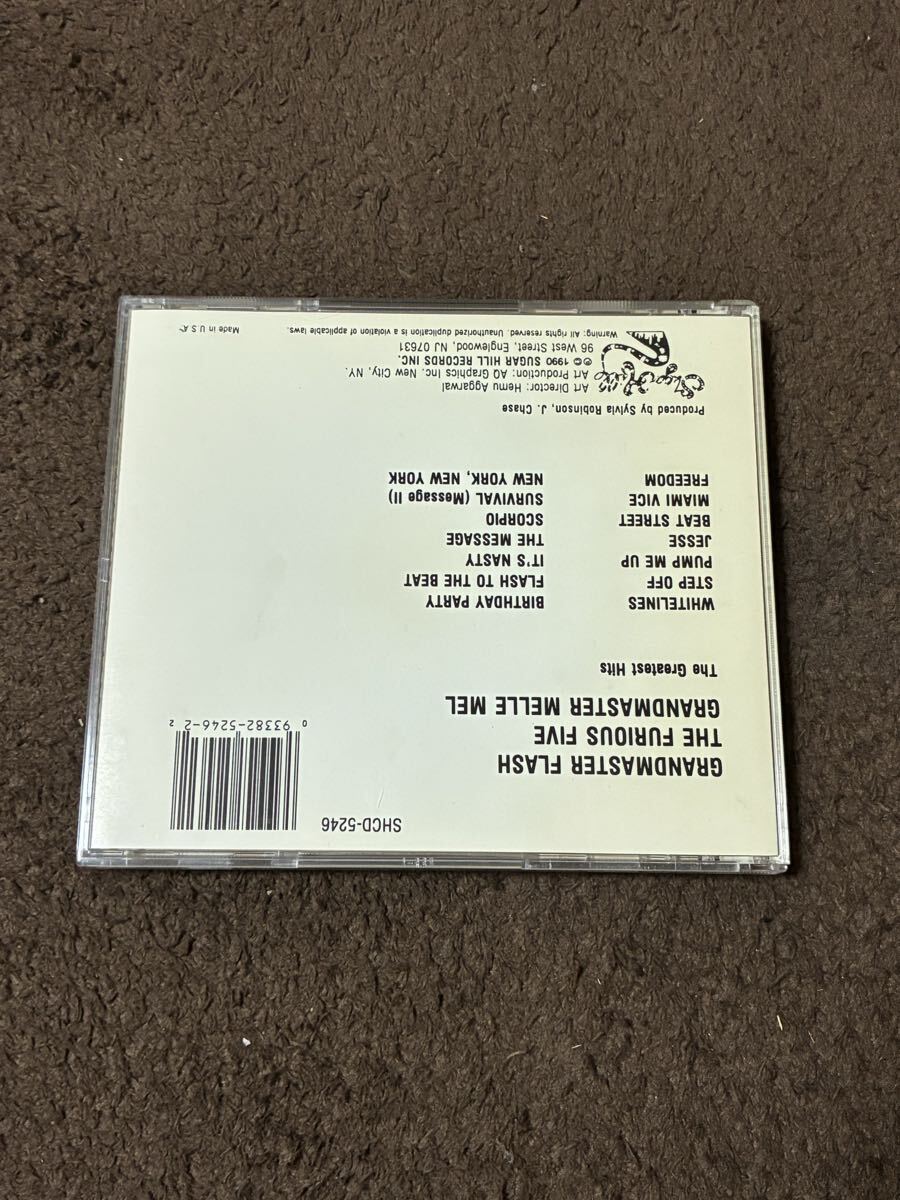 SHCD-5246
0 93382-5246-2 2
GRANDMASTER FLASH
THE FURIOUS FIVE
GRANDMASTER MELLE MEL
The Greatest Hits
WHITELINES
STEP OFF
PUMP ME UP
JESSE
BEAT STREET
MIAMI VICE
FREEDOM
BIRTHDAY PARTY
FLASH TO THE BEAT
IT'S NASTY
THE MESSAGE
SCORPIO
SURVIVAL (Message II)
NEW YORK, NEW YORK
Produced by Sylvia Robinson, J. Chase
Sugar Hill
Art Director: Hemu Aggarwal
Art Production: AQ Graphics Inc. New City, NY.
℗© 1990 SUGAR HILL RECORDS INC.
96 West Street, Englewood, NJ 07631
Warning: All rights reserved. Unauthorized duplication is a violation of applicable laws.
Made in U.S.A.